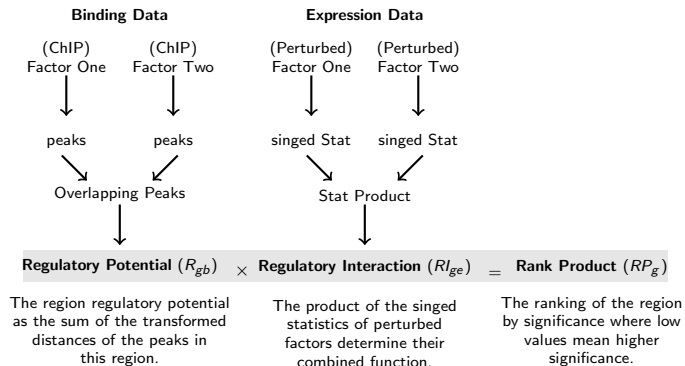 Binding Data
Expression Data
(ChIP) (ChIP)
Factor One Factor Two
(Perturbed) (Perturbed)
Factor One Factor Two
peaks peaks
singed Stat singed Stat
Overlapping Peaks
Stat Product
Regulatory Potential (R_gb) × Regulatory Interaction (RI_ge) = Rank Product (RP_g)
The region regulatory potential
as the sum of the transformed
distances of the peaks in
this region.
The product of the singed
statistics of perturbed
factors determine their
combined function.
The ranking of the region
by significance where low
values mean higher
significance.